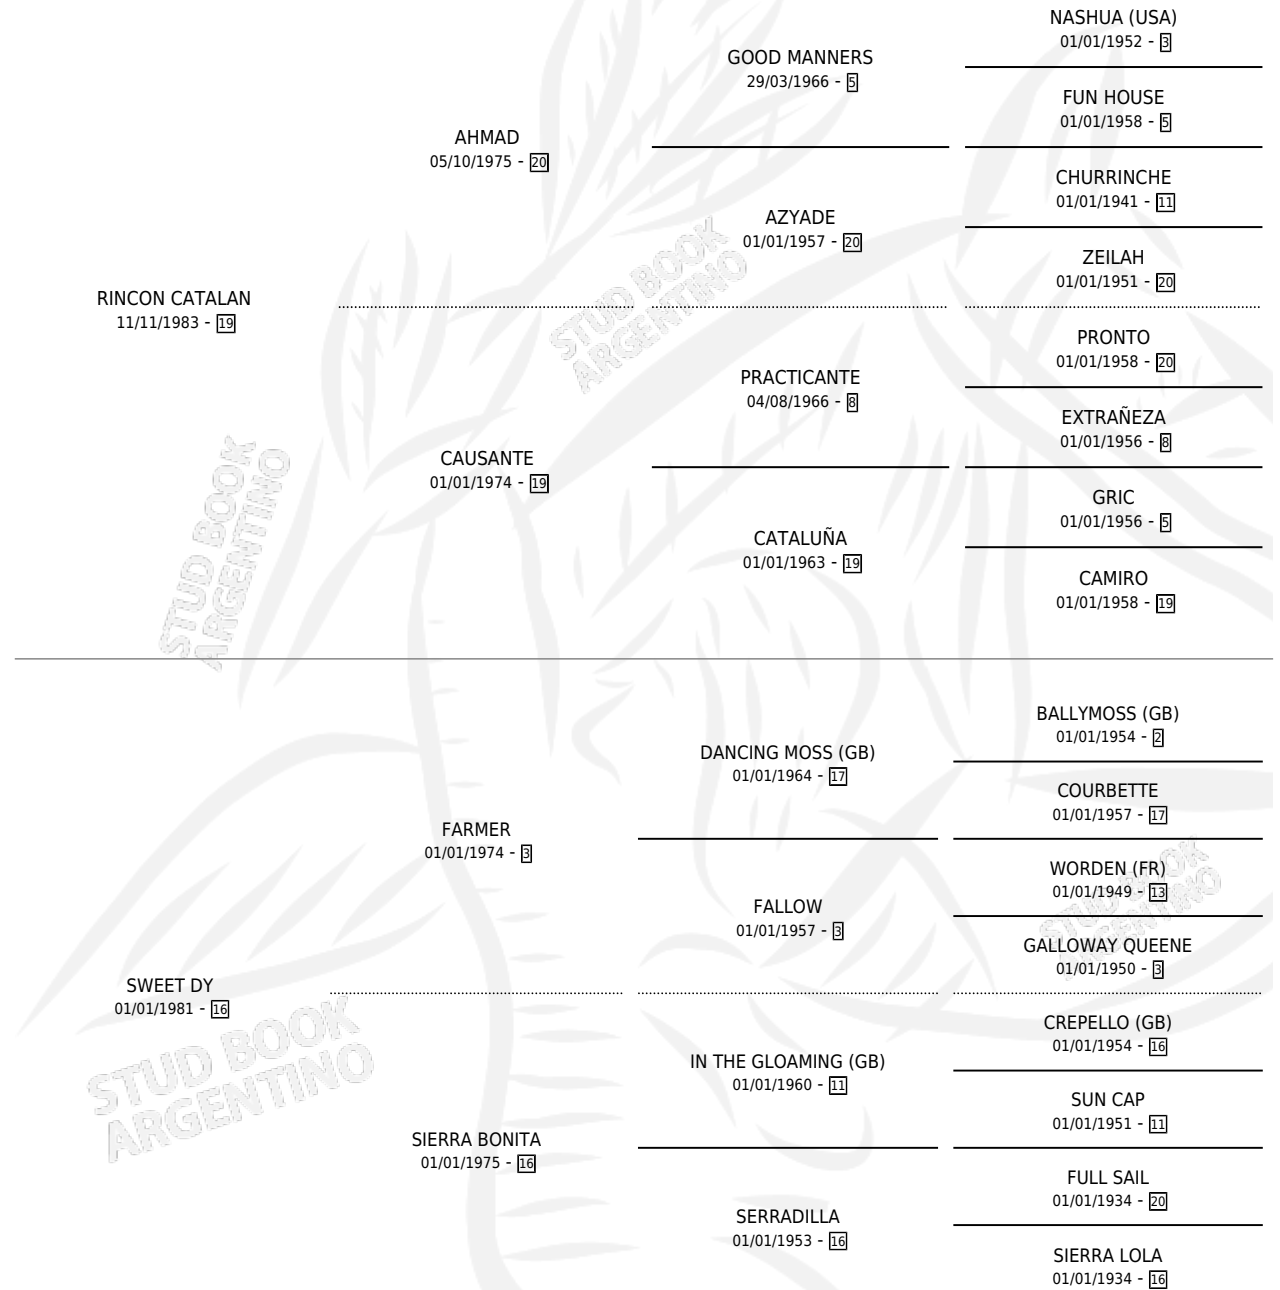 NASHUA (USA)
01/01/1952 - 3
GOOD MANNERS
29/03/1966 - 5
FUN HOUSE
01/01/1958 - 5
AHMAD
05/10/1975 - 20
CHURRINCHE
01/01/1941 - 11
AZYADE
01/01/1957 - 20
ZEILAH
01/01/1951 - 20
RINCON CATALAN
11/11/1983 - 19
STUD BOOK
ARGENTINO
PRONTO
01/01/1958 - 20
PRACTICANTE
04/08/1966 - 8
EXTRAÑEZA
01/01/1956 - 8
CAUSANTE
01/01/1974 - 19
GRIC
01/01/1956 - 5
CATALUÑA
01/01/1963 - 19
CAMIRO
01/01/1958 - 19
STUD BOOK
ARGENTINO
BALLYMOSS (GB)
01/01/1954 - 2
DANCING MOSS (GB)
01/01/1964 - 17
COURBETTE
01/01/1957 - 17
FARMER
01/01/1974 - 3
WORDEN (FR)
01/01/1949 - 13
FALLOW
01/01/1957 - 3
GALLOWAY QUEENE
01/01/1950 - 3
STUD BOOK
ARGENTINO
SWEET DY
01/01/1981 - 16
CREPELLO (GB)
01/01/1954 - 16
IN THE GLOAMING (GB)
01/01/1960 - 11
SUN CAP
01/01/1951 - 11
STUD BOOK
ARGENTINO
SIERRA BONITA
01/01/1975 - 16
FULL SAIL
01/01/1934 - 20
SERRADILLA
01/01/1953 - 16
SIERRA LOLA
01/01/1934 - 16